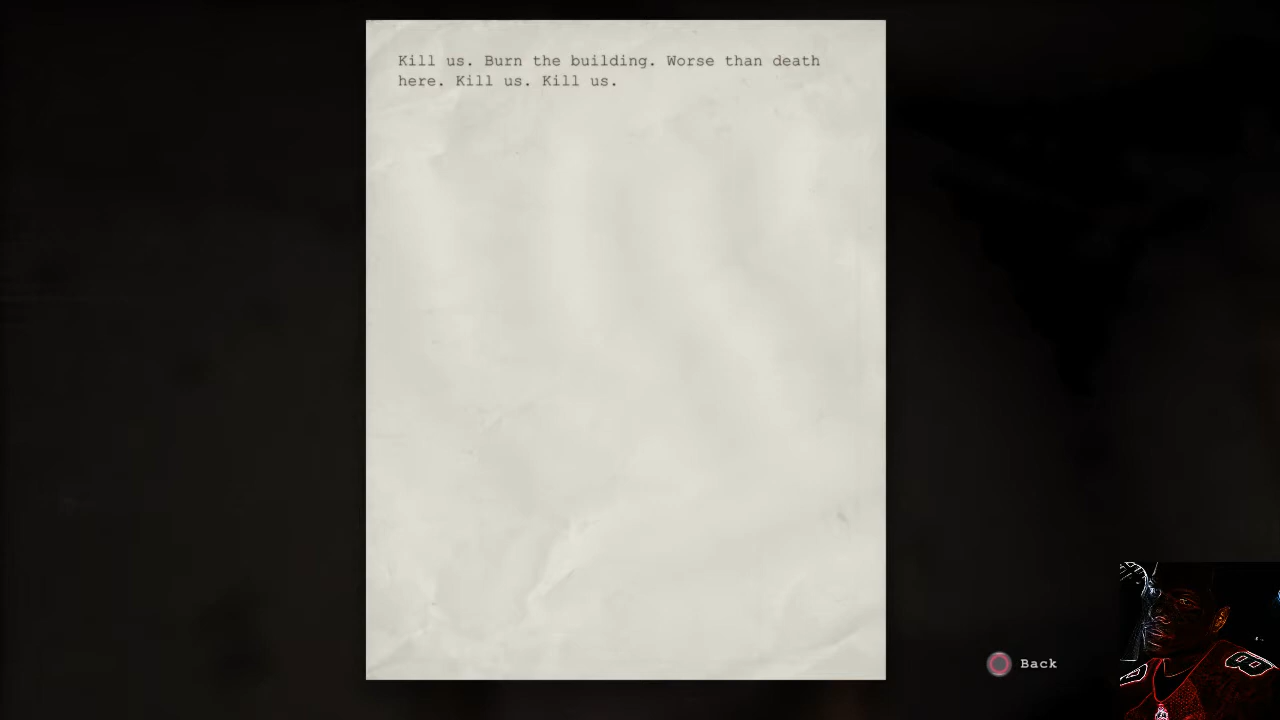 Kill us. Burn the building. Worse than death
here. Kill us. Kill us.
Back